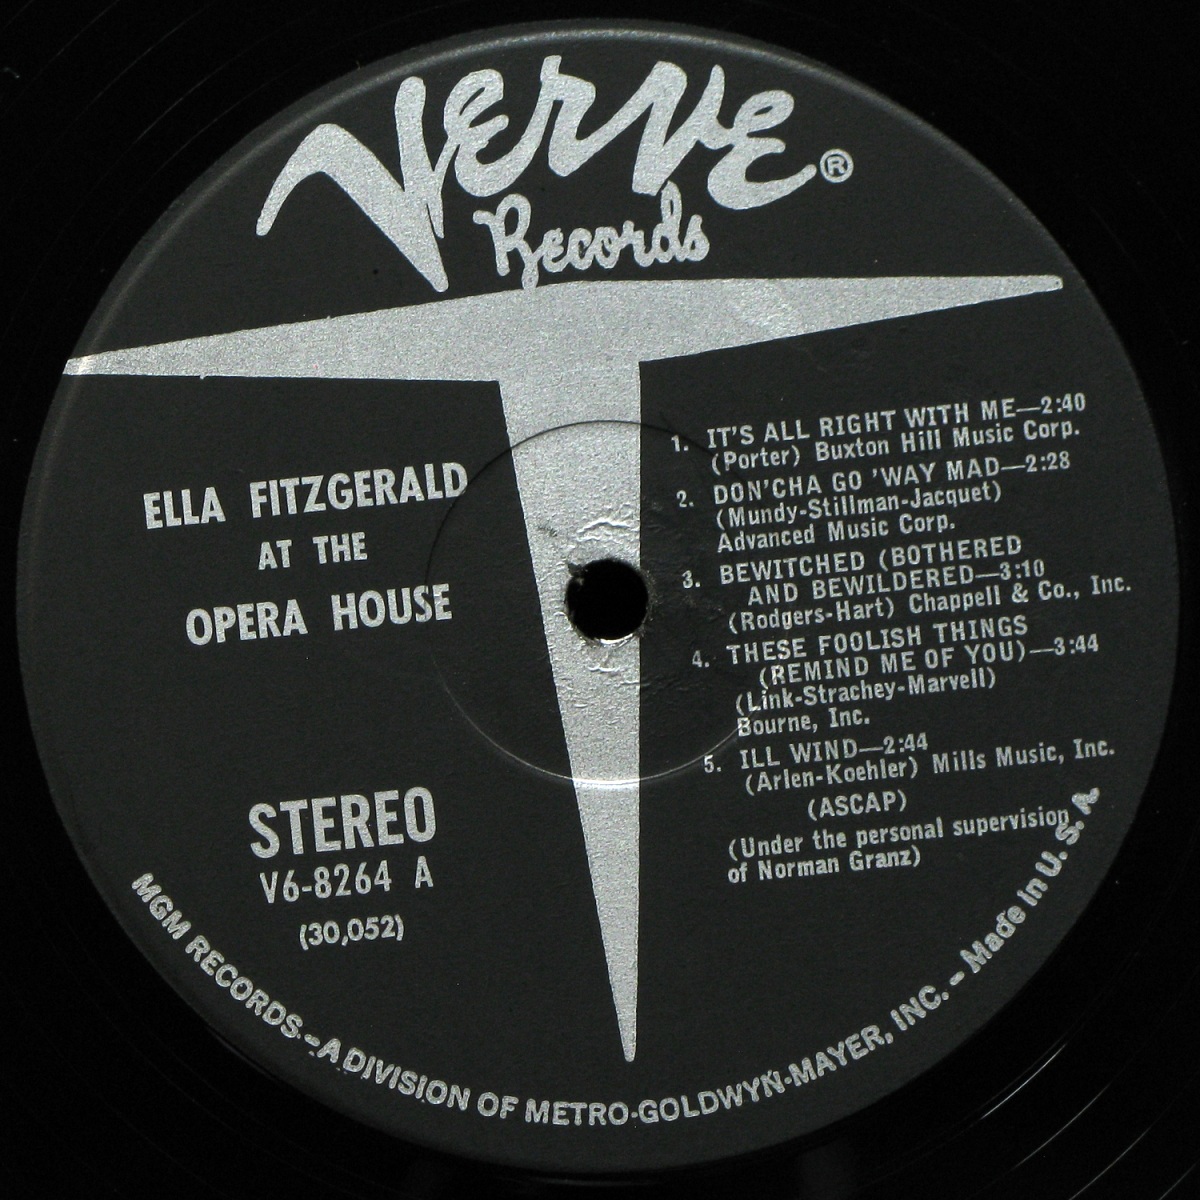 Verve®
Records
ELLA FITZGERALD
AT THE
OPERA HOUSE
STEREO
V6-8264 A
(30,052)
1. IT'S ALL RIGHT WITH ME—2:40
(Porter) Buxton Hill Music Corp.
2. DON'CHA GO 'WAY MAD—2:28
(Mundy-Stillman-Jacquet)
Advanced Music Corp.
3. BEWITCHED (BOTHERED
AND BEWILDERED—3:10
(Rodgers-Hart) Chappell & Co., Inc.
4. THESE FOOLISH THINGS
(REMIND ME OF YOU)—3:44
(Link-Strachey-Marvell)
Bourne, Inc.
5. ILL WIND—2:44
(Arlen-Koehler) Mills Music, Inc.
(ASCAP)
(Under the personal supervision
of Norman Granz)
MGM RECORDS-A DIVISION OF METRO-GOLDWYN-MAYER, INC. - Made in U.S.A